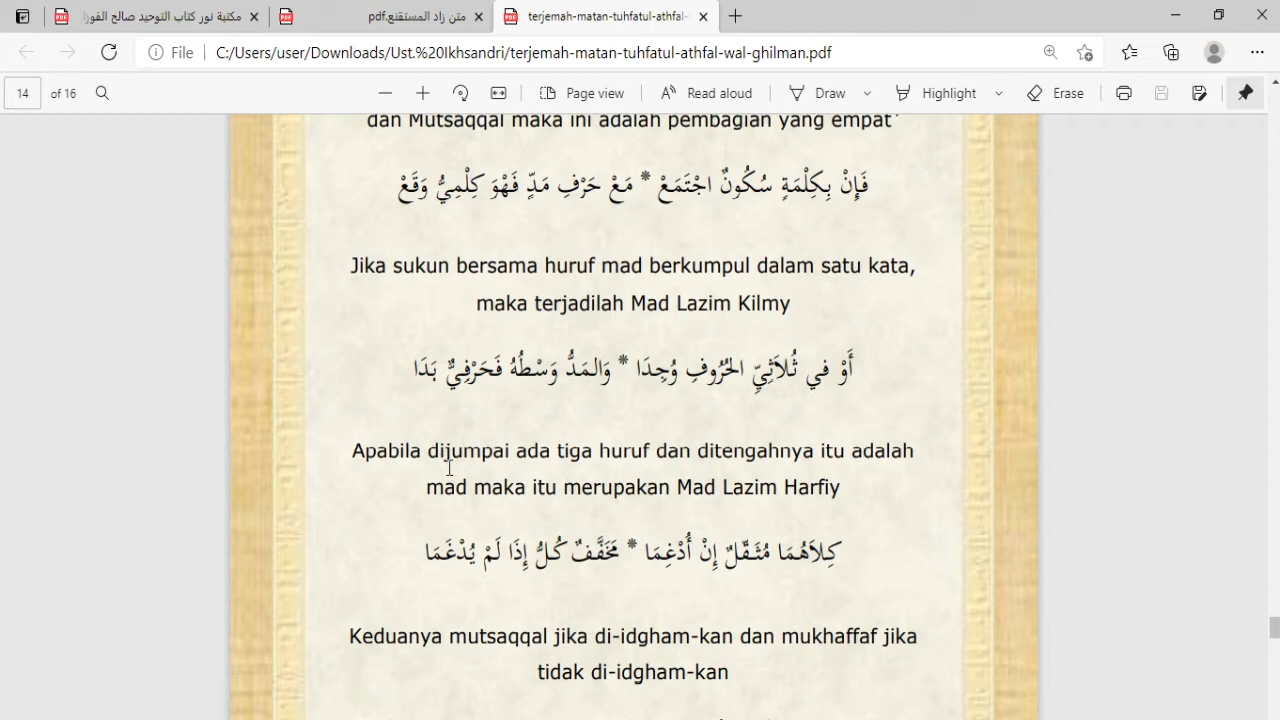 مكتبة نور كتاب التوحيد صالح الفوزا
متن زاد المستقنع.pdf
terjemah-matan-tuhfatul-athfal-
File
C:/Users/user/Downloads/Ust.%20Ikhsandri/terjemah-matan-tuhfatul-athfal-wal-ghilman.pdf
14 of 16
Page view
Read aloud
Draw
Highlight
Erase
dan Mutsaqqal maka ini adalah pembagian yang empat"
فَإِنْ بِكِلْمَةٍ سُكُونٌ اجْتَمَعْ * مَعْ حَرْفِ مَدٍّ فَهْوَ كِلْمِيٌّ وَقَعْ
Jika sukun bersama huruf mad berkumpul dalam satu kata,
maka terjadilah Mad Lazim Kilmy
أَوْ في ثُلاَثِيِّ الحُرُوفِ وُجِدَا * وَالمَدُّ وَسْطُهُ فَحَرْفِيٌّ بَدَا
Apabila dijumpai ada tiga huruf dan ditengahnya itu adalah
mad maka itu merupakan Mad Lazim Harfiy
كِلاَهُمَا مُثَقَّلٌ إِنْ أُدْغِمَا * مَخَفَّفٌ كُلٌّ إِذَا لَمْ يُدْغَمَا
Keduanya mutsaqqal jika di-idgham-kan dan mukhaffaf jika
tidak di-idgham-kan